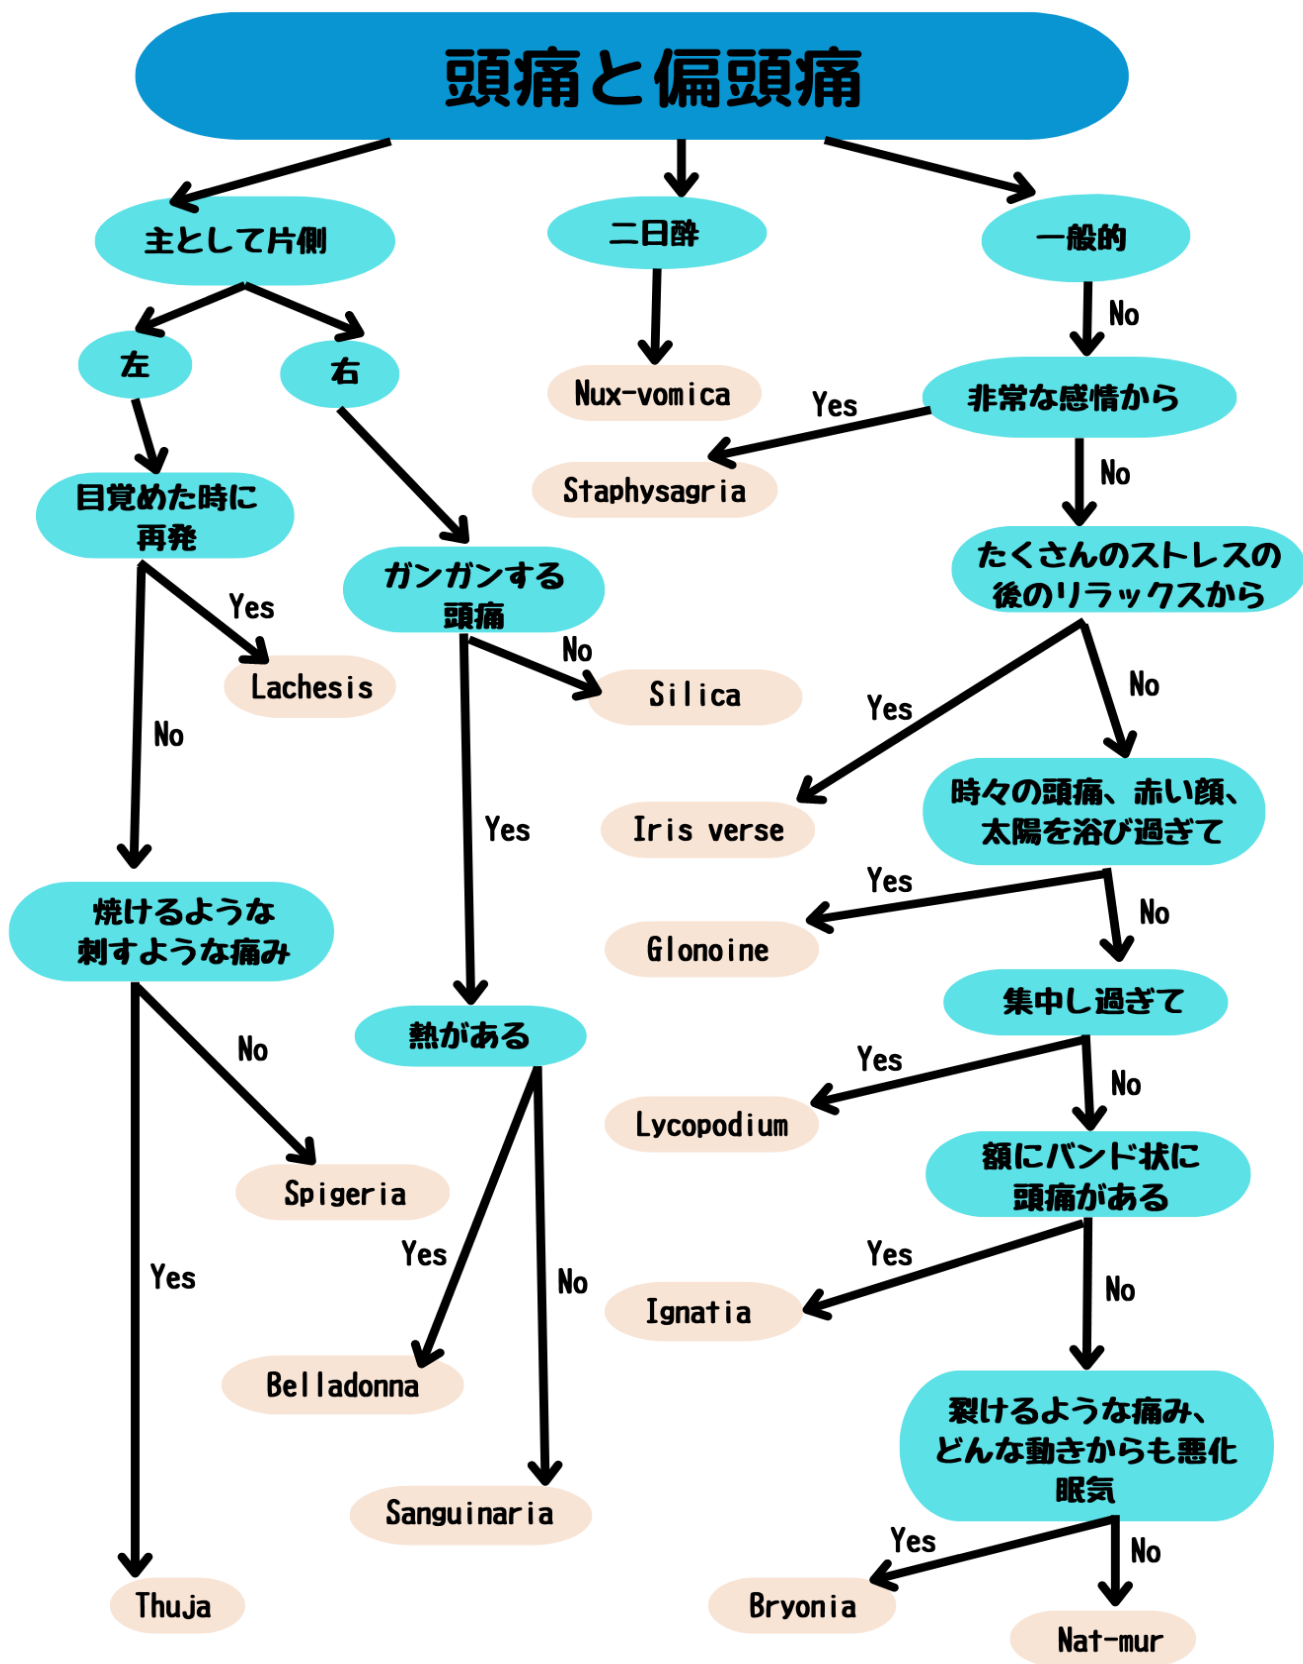 頭痛と偏頭痛
主として片側
二日酔
一般的
No
左
右
Nux-vomica
Yes
非常な感情から
Staphysagria
No
目覚めた時に
再発
たくさんのストレスの
後のリラックスから
ガンガンする
頭痛
Yes
Lachesis
No
Silica
Yes
No
No
時々の頭痛、赤い顔、
太陽を浴び過ぎて
Iris verse
Yes
Yes
No
Glonoine
焼けるような
刺すような痛み
集中し過ぎて
熱がある
No
Yes
No
Lycopodium
額にバンド状に
頭痛がある
Spigeria
Yes
Yes
Yes
No
No
Ignatia
Belladonna
裂けるような痛み、
どんな動きからも悪化
眠気
Sanguinaria
Yes
No
Thuja
Bryonia
Nat-mur